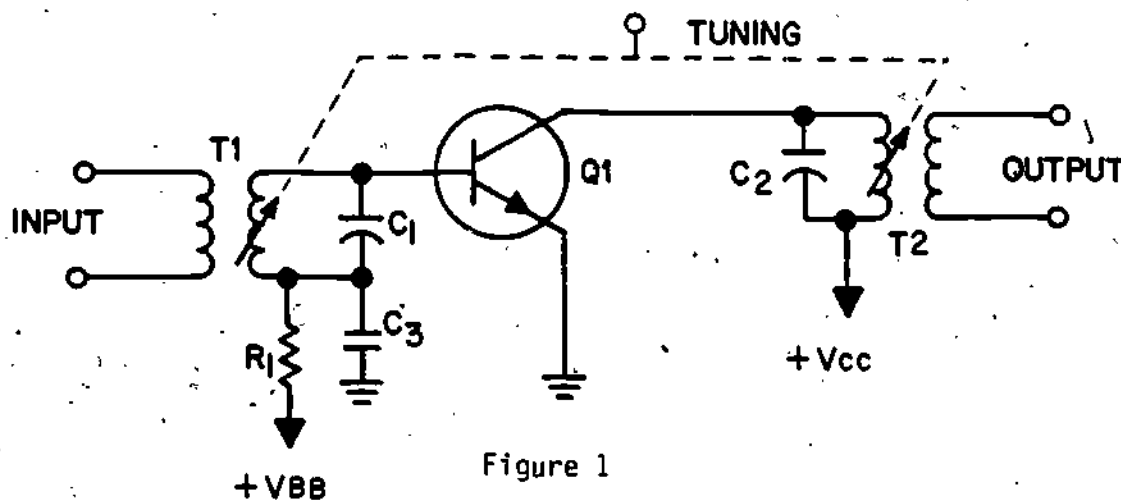 TUNING
T1
Q1
INPUT
C1
C2
OUTPUT
T2
R1
C3
+VCC
+VBB
Figure 1